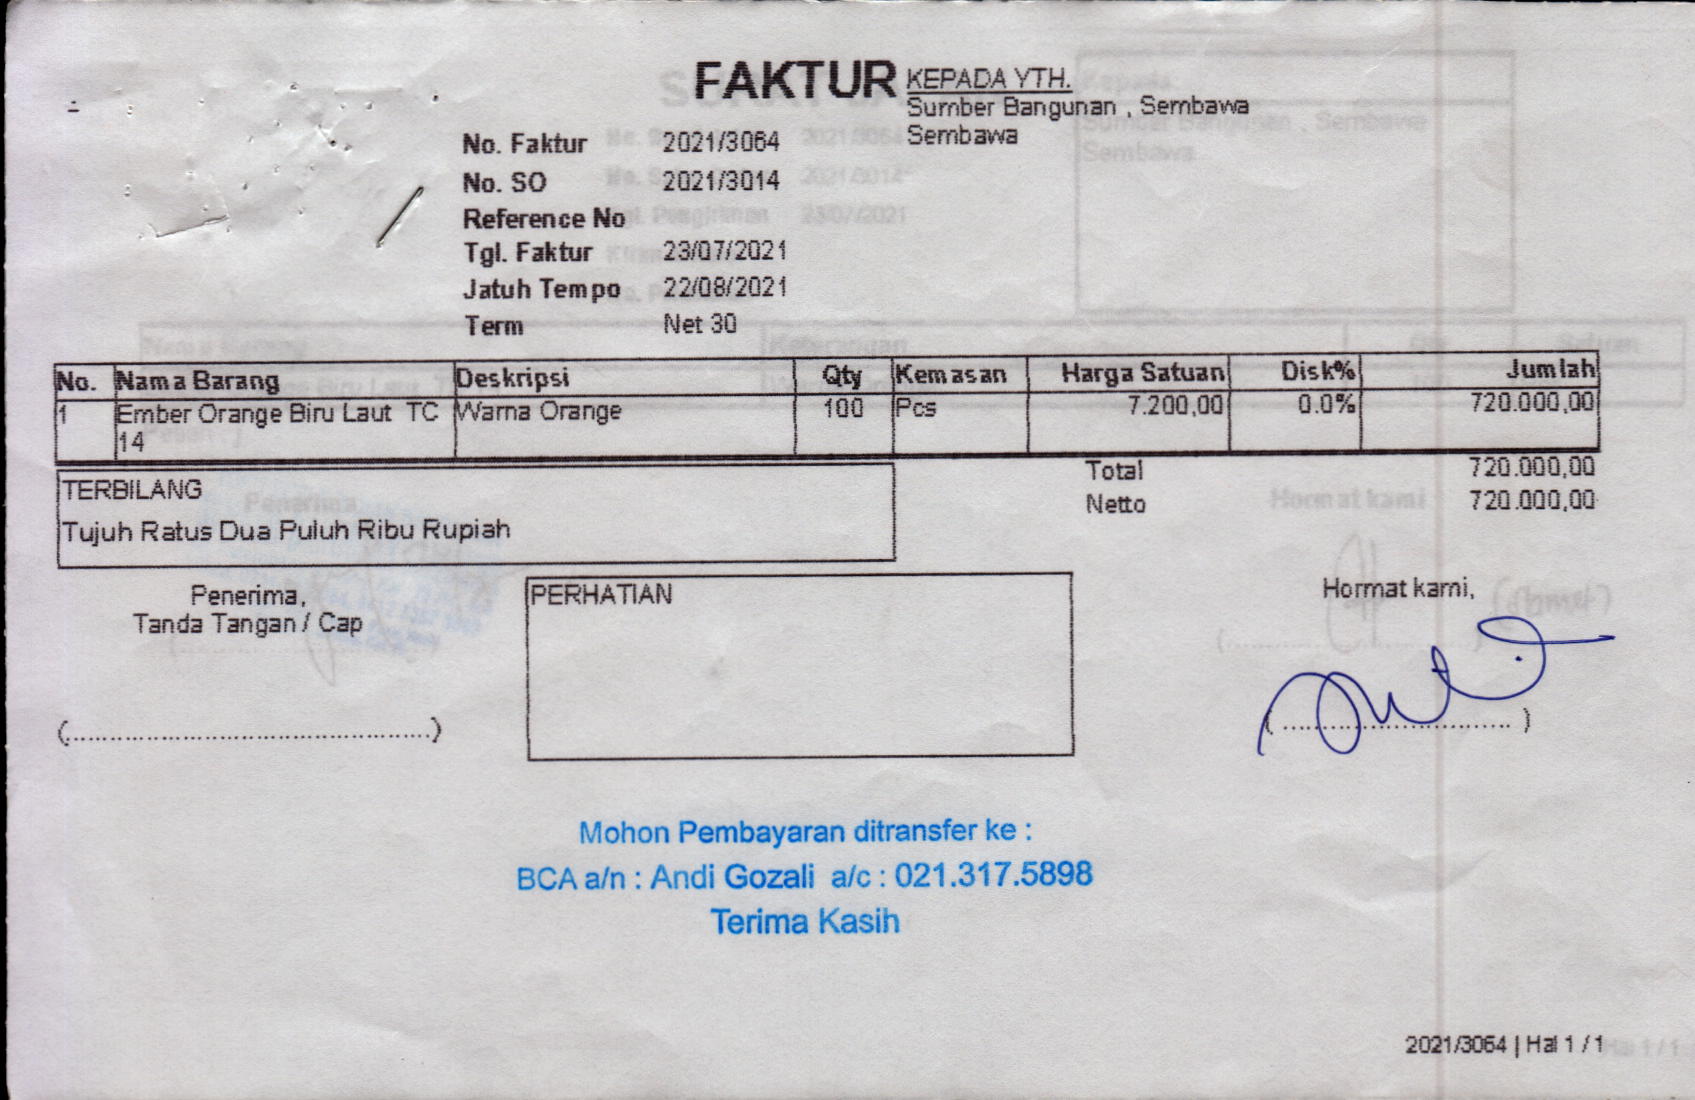 FAKTUR
KEPADA YTH.
Sumber Bangunan , Sembawa
Sembawa
No. Faktur 2021/3064
No. SO 2021/3014
Reference No
Tgl. Faktur 23/07/2021
Jatuh Tempo 22/08/2021
Term Net 30
No. Nama Barang Deskripsi Qty Kemasan Harga Satuan Disk% Jumlah
1 Ember Orange Biru Laut TC Warna Orange 100 Pcs 7.200,00 0.0% 720.000,00
14
Total 720.000,00
Netto 720.000,00
TERBILANG
Tujuh Ratus Dua Puluh Ribu Rupiah
Penerima,
Tanda Tangan / Cap
(..............................................)
PERHATIAN
Hormat kami,
(.............................. )
Mohon Pembayaran ditransfer ke :
BCA a/n : Andi Gozali a/c : 021.317.5898
Terima Kasih
2021/3064 | Hal 1 / 1